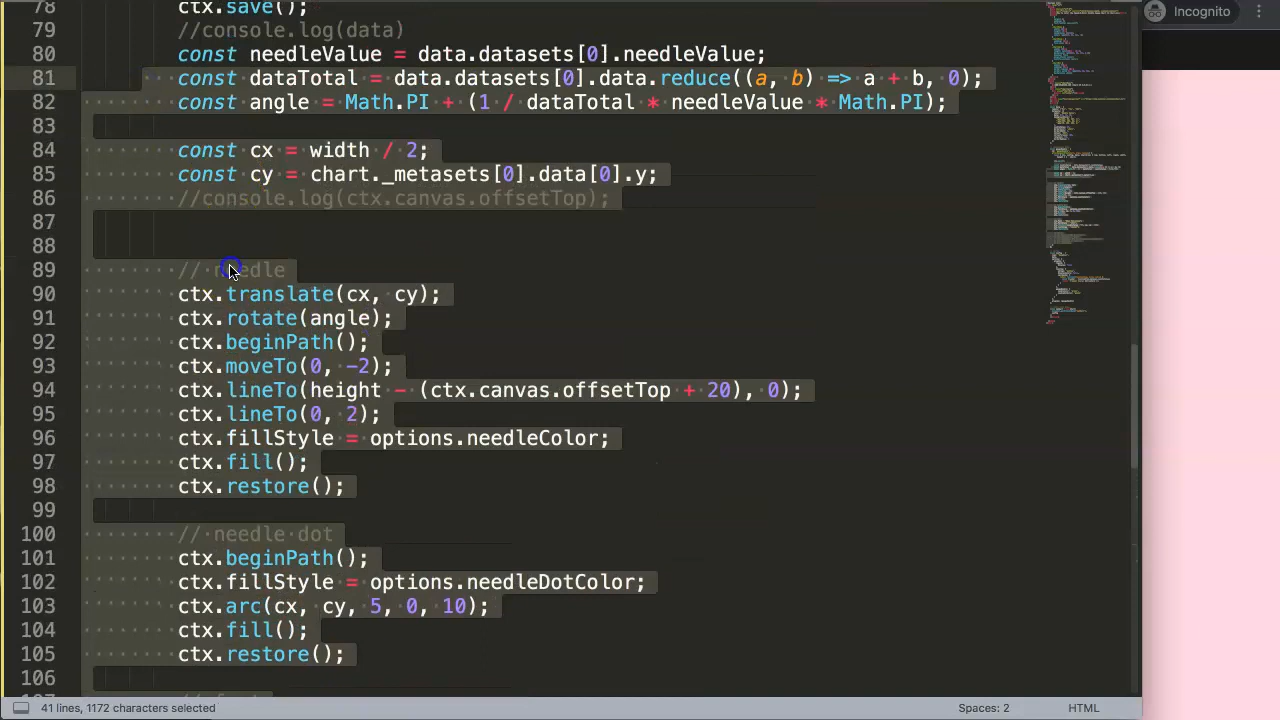 78 ctx.save();
Incognito
79 //console.log(data)
80 const needleValue = data.datasets[0].needleValue;
81 const dataTotal = data.datasets[0].data.reduce((a, b) => a + b, 0);
82 const angle = Math.PI + (1 / dataTotal * needleValue * Math.PI);
83
84 const cx = width / 2;
85 const cy = chart._metasets[0].data[0].y;
86 //console.log(ctx.canvas.offsetTop);
87
88
89 // needle
90 ctx.translate(cx, cy);
91 ctx.rotate(angle);
92 ctx.beginPath();
93 ctx.moveTo(0, -2);
94 ctx.lineTo(height - (ctx.canvas.offsetTop + 20), 0);
95 ctx.lineTo(0, 2);
96 ctx.fillStyle = options.needleColor;
97 ctx.fill();
98 ctx.restore();
99
100 // needle dot
101 ctx.beginPath();
102 ctx.fillStyle = options.needleDotColor;
103 ctx.arc(cx, cy, 5, 0, 10);
104 ctx.fill();
105 ctx.restore();
106
41 lines, 1172 characters selected
Spaces: 2
HTML